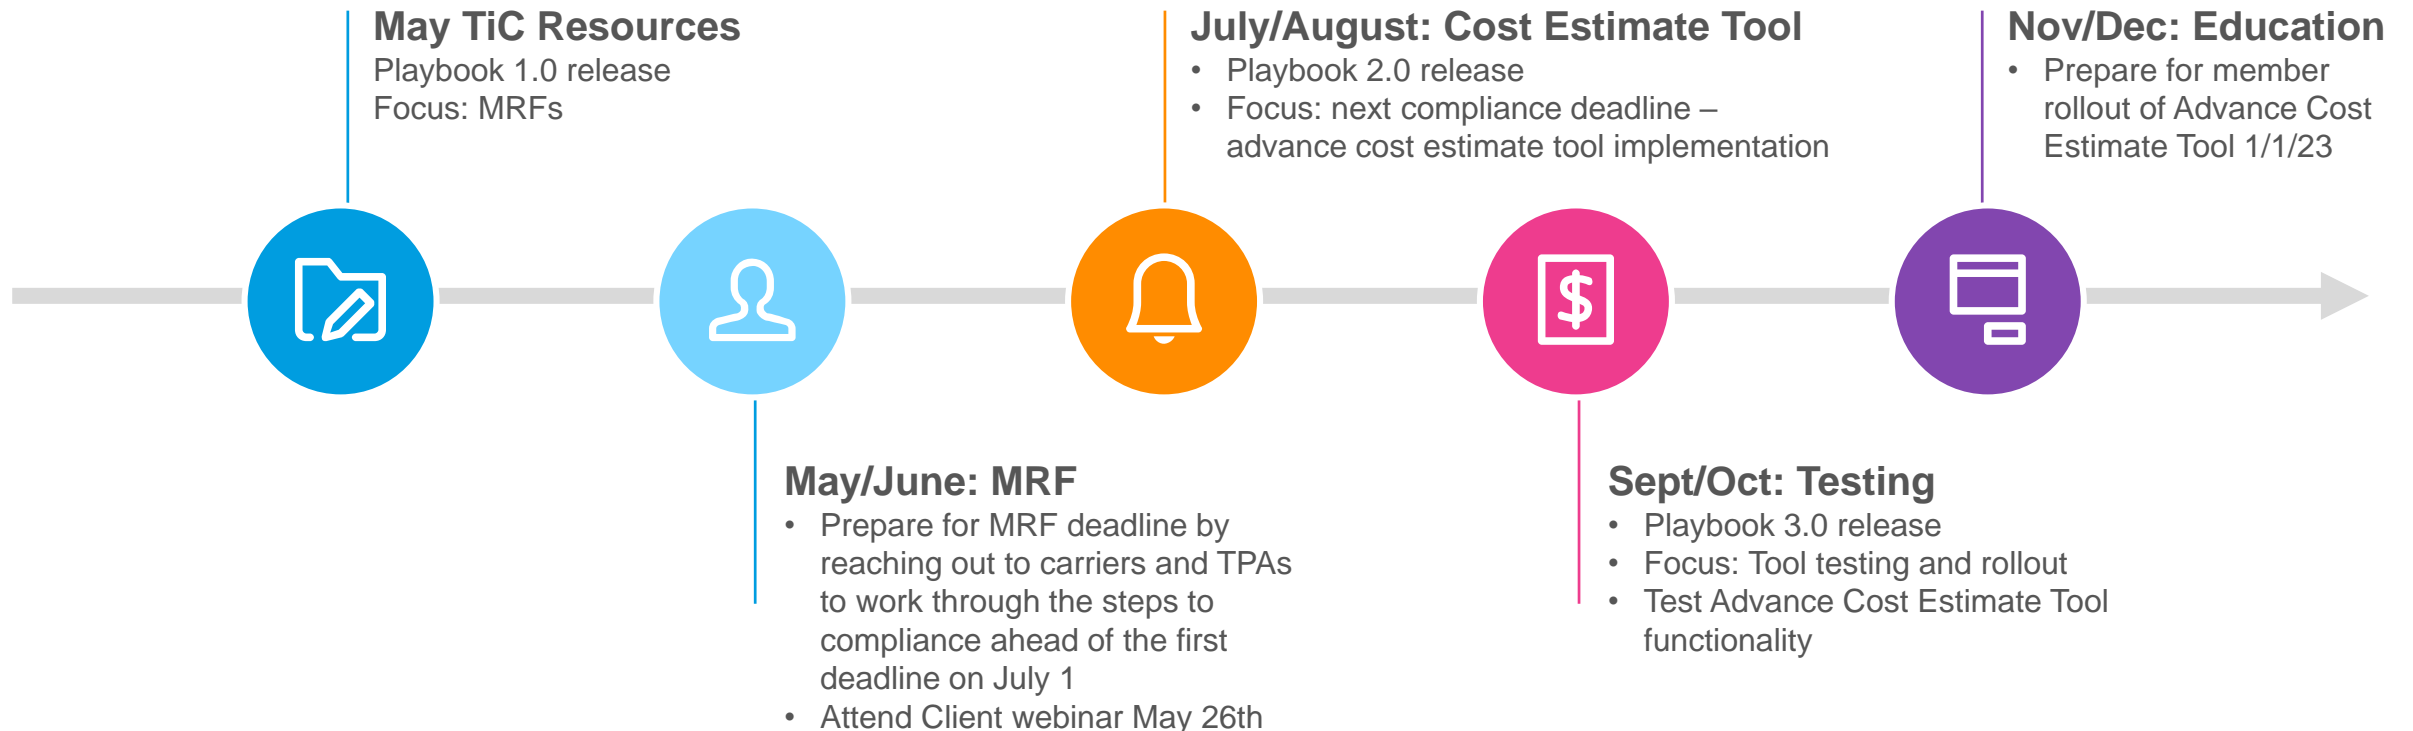 May TiC Resources
Playbook 1.0 release
Focus: MRFs
May/June: MRF
• Prepare for MRF deadline by
reaching out to carriers and TPAs
to work through the steps to
compliance ahead of the first
deadline on July 1
• Attend Client webinar May 26th
July/August: Cost Estimate Tool
• Playbook 2.0 release
• Focus: next compliance deadline –
advance cost estimate tool implementation
Sept/Oct: Testing
• Playbook 3.0 release
• Focus: Tool testing and rollout
• Test Advance Cost Estimate Tool
functionality
Nov/Dec: Education
• Prepare for member
rollout of Advance Cost
Estimate Tool 1/1/23
$